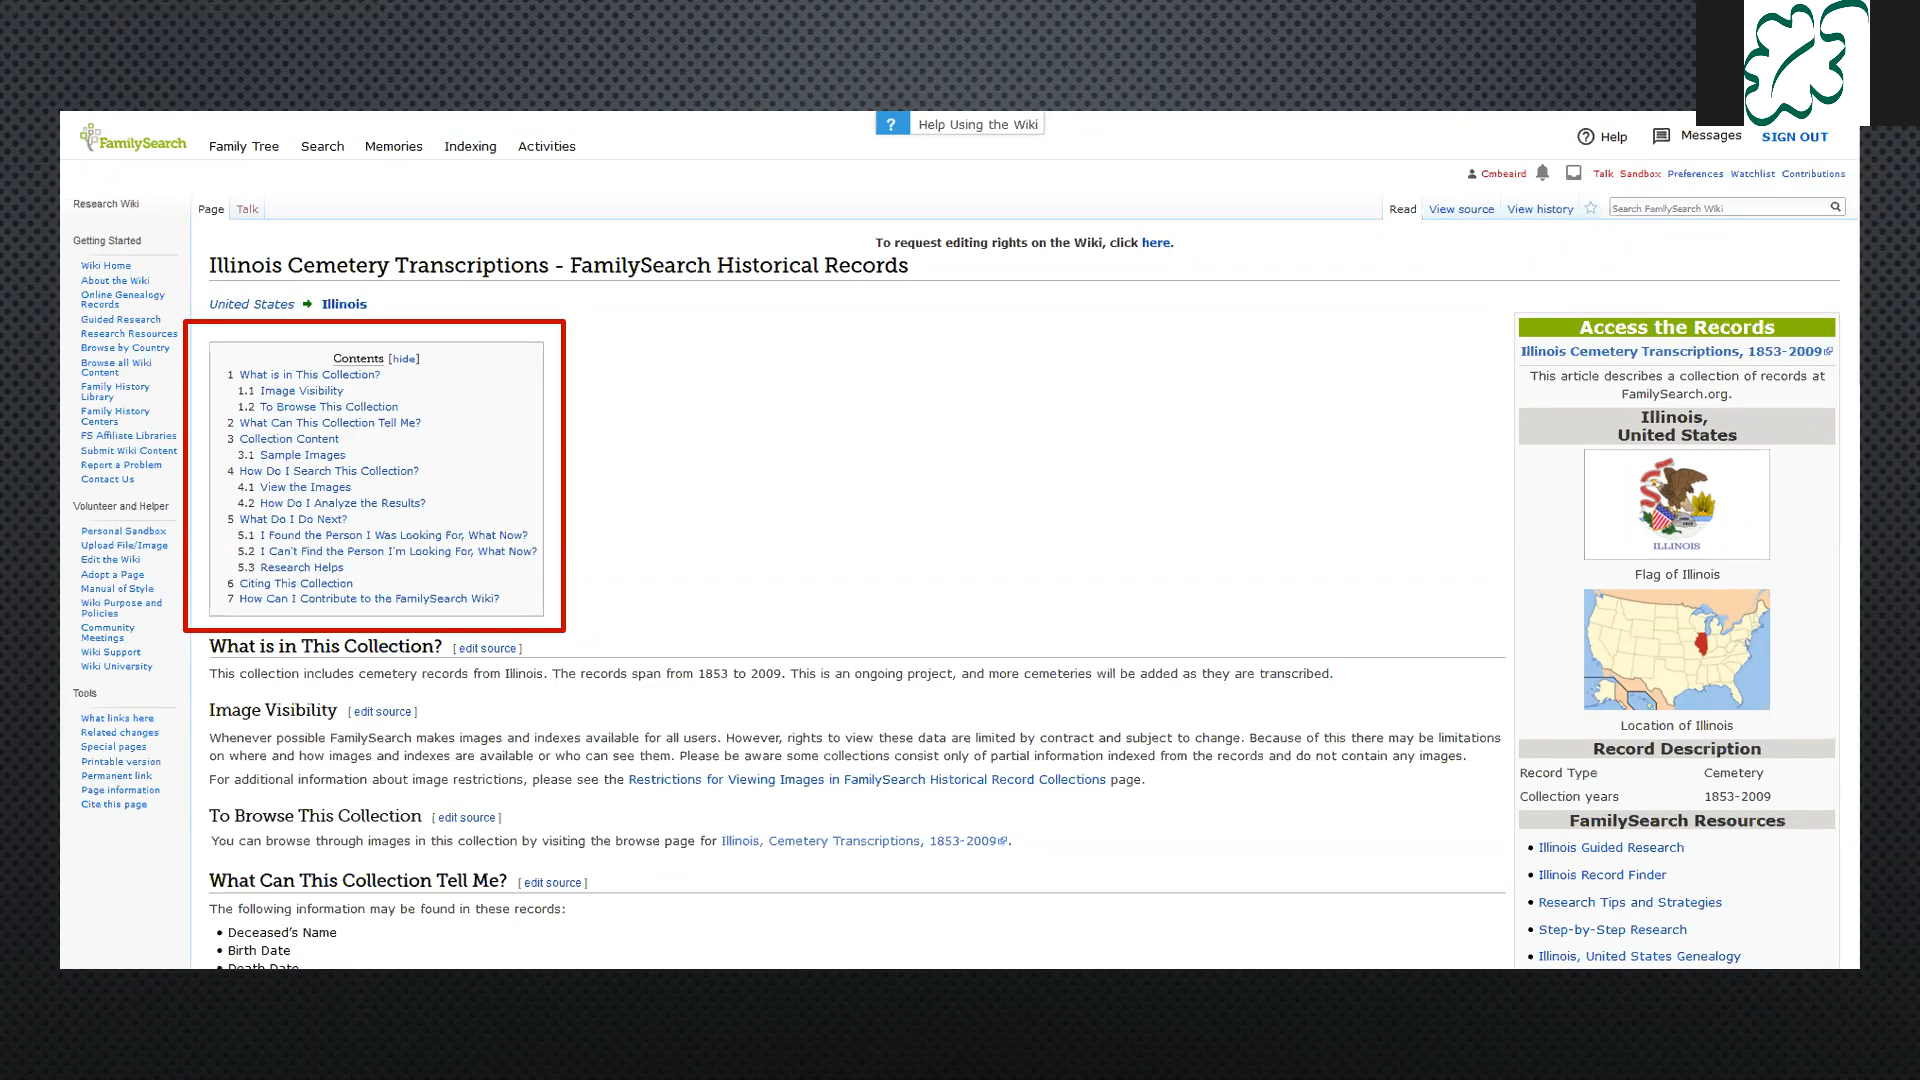 FamilySearch
Family Tree
Search
Memories
Indexing
Activities
? Help Using the Wiki
? Help
Messages
SIGN OUT
Cmbeaird
Talk
Sandbox
Preferences
Watchlist
Contributions
Research Wiki
Getting Started
Wiki Home
About the Wiki
Online Genealogy
Records
Guided Research
Research Resources
Browse by Country
Browse all Wiki
Content
Family History
Library
Family History
Centers
FS Affiliate Libraries
Submit Wiki Content
Report a Problem
Contact Us
Volunteer and Helper
Personal Sandbox
Upload File/Image
Edit the Wiki
Adopt a Page
Manual of Style
Wiki Purpose and
Policies
Community
Meetings
Wiki Support
Wiki University
Tools
What links here
Related changes
Special pages
Printable version
Permanent link
Page information
Cite this page
Page
Talk
Read
View source
View history
Search FamilySearch Wiki
To request editing rights on the Wiki, click here.
Illinois Cemetery Transcriptions - FamilySearch Historical Records
United States → Illinois
Contents [hide]
1 What is in This Collection?
1.1 Image Visibility
1.2 To Browse This Collection
2 What Can This Collection Tell Me?
3 Collection Content
3.1 Sample Images
4 How Do I Search This Collection?
4.1 View the Images
4.2 How Do I Analyze the Results?
5 What Do I Do Next?
5.1 I Found the Person I Was Looking For, What Now?
5.2 I Can't Find the Person I'm Looking For, What Now?
5.3 Research Helps
6 Citing This Collection
7 How Can I Contribute to the FamilySearch Wiki?
What is in This Collection? [ edit source ]
This collection includes cemetery records from Illinois. The records span from 1853 to 2009. This is an ongoing project, and more cemeteries will be added as they are transcribed.
Image Visibility [ edit source ]
Whenever possible FamilySearch makes images and indexes available for all users. However, rights to view these data are limited by contract and subject to change. Because of this there may be limitations
on where and how images and indexes are available or who can see them. Please be aware some collections consist only of partial information indexed from the records and do not contain any images.
For additional information about image restrictions, please see the Restrictions for Viewing Images in FamilySearch Historical Record Collections page.
To Browse This Collection [ edit source ]
You can browse through images in this collection by visiting the browse page for Illinois, Cemetery Transcriptions, 1853-2009.
What Can This Collection Tell Me? [ edit source ]
The following information may be found in these records:
• Deceased's Name
• Birth Date
• Death Date
Access the Records
Illinois Cemetery Transcriptions, 1853-2009
This article describes a collection of records at
FamilySearch.org.
Illinois,
United States
ILLINOIS
Flag of Illinois
Location of Illinois
Record Description
Record Type Cemetery
Collection years 1853-2009
FamilySearch Resources
• Illinois Guided Research
• Illinois Record Finder
• Research Tips and Strategies
• Step-by-Step Research
• Illinois, United States Genealogy